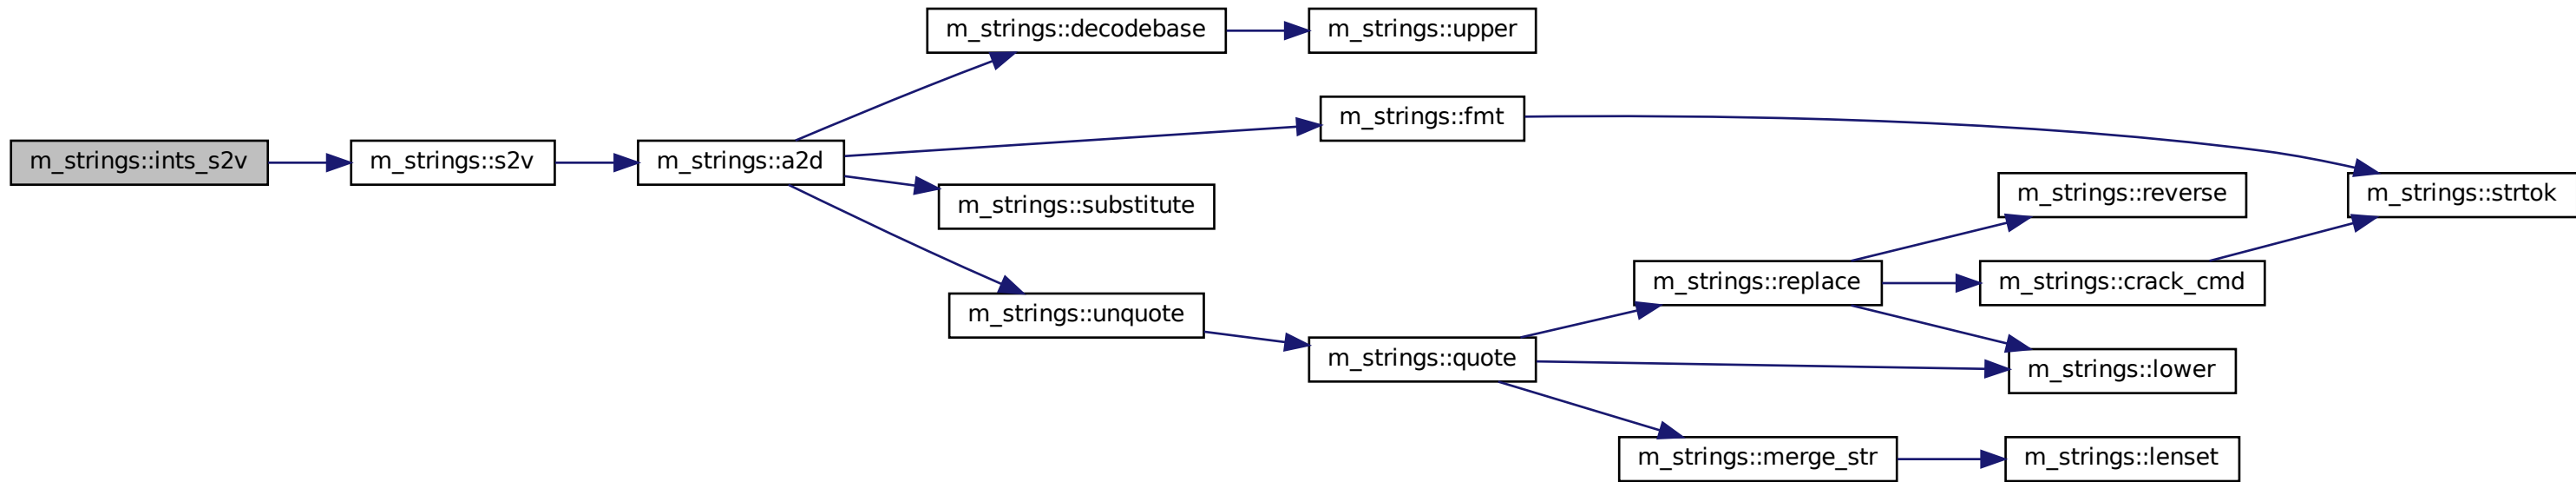 m_strings::decodebase
m_strings::upper
m_strings::fmt
m_strings::ints_s2v
m_strings::s2v
m_strings::a2d
m_strings::substitute
m_strings::reverse
m_strings::strtok
m_strings::replace
m_strings::crack_cmd
m_strings::unquote
m_strings::quote
m_strings::lower
m_strings::merge_str
m_strings::lenset